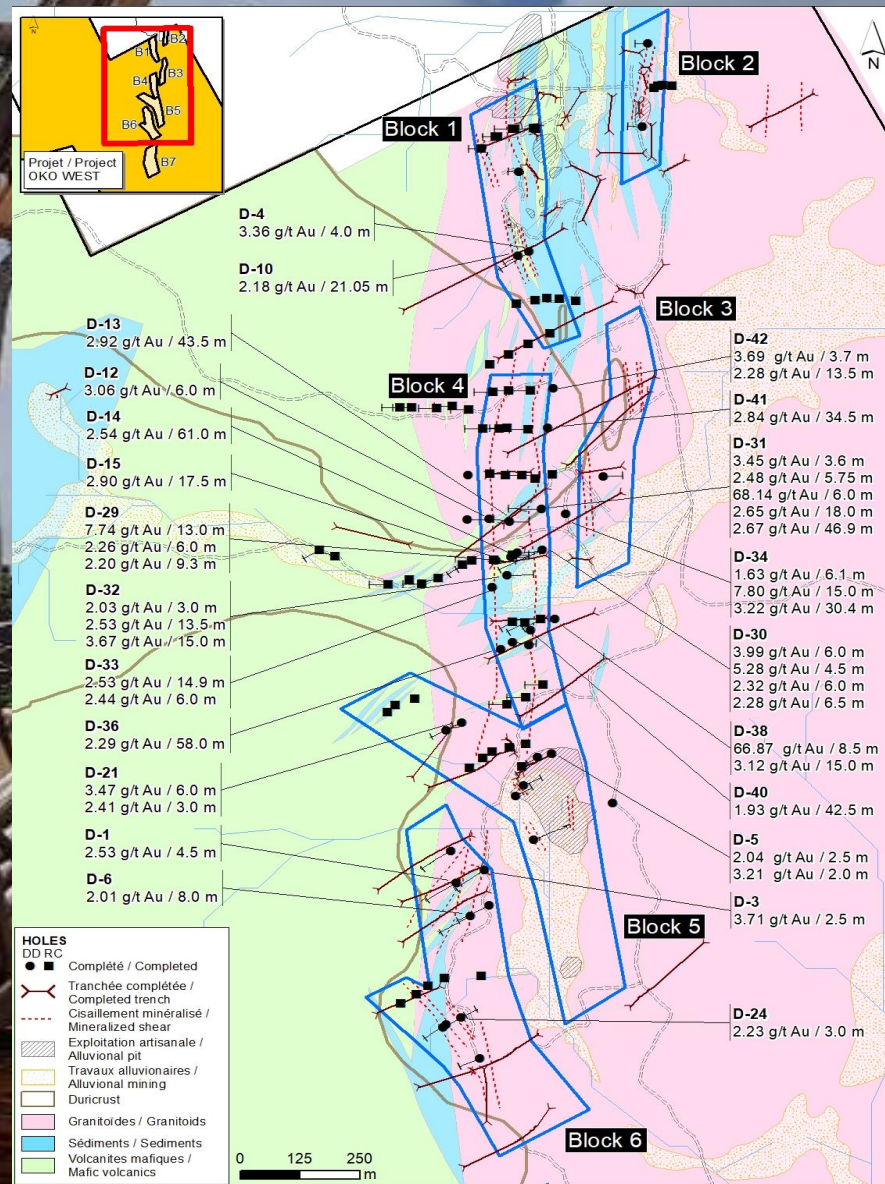 B1
B2
B3
B4
B5
B6
B7
Projet / Project
OKO WEST
N
Block 1
Block 2
Block 3
Block 4
Block 5
Block 6
D-4
3.36 g/t Au / 4.0 m
D-10
2.18 g/t Au / 21.05 m
D-13
2.92 g/t Au / 43.5 m
D-12
3.06 g/t Au / 6.0 m
D-14
2.54 g/t Au / 61.0 m
D-15
2.90 g/t Au / 17.5 m
D-29
7.74 g/t Au / 13.0 m
2.26 g/t Au / 6.0 m
2.20 g/t Au / 9.3 m
D-32
2.03 g/t Au / 3.0 m
2.53 g/t Au / 13.5 m
3.67 g/t Au / 15.0 m
D-33
2.53 g/t Au / 14.9 m
2.44 g/t Au / 6.0 m
D-36
2.29 g/t Au / 58.0 m
D-21
3.47 g/t Au / 6.0 m
2.41 g/t Au / 3.0 m
D-1
2.53 g/t Au / 4.5 m
D-6
2.01 g/t Au / 8.0 m
D-42
3.69 g/t Au / 3.7 m
2.28 g/t Au / 13.5 m
D-41
2.84 g/t Au / 34.5 m
D-31
3.45 g/t Au / 3.6 m
2.48 g/t Au / 5.75 m
68.14 g/t Au / 6.0 m
2.65 g/t Au / 18.0 m
2.67 g/t Au / 46.9 m
D-34
1.63 g/t Au / 6.1 m
7.80 g/t Au / 15.0 m
3.22 g/t Au / 30.4 m
D-30
3.99 g/t Au / 6.0 m
5.28 g/t Au / 4.5 m
2.32 g/t Au / 6.0 m
2.28 g/t Au / 6.5 m
D-38
66.87 g/t Au / 8.5 m
3.12 g/t Au / 15.0 m
D-40
1.93 g/t Au / 42.5 m
D-5
2.04 g/t Au / 2.5 m
3.21 g/t Au / 2.0 m
D-3
3.71 g/t Au / 2.5 m
D-24
2.23 g/t Au / 3.0 m
HOLES
DD RC
Complété / Completed
Tranchée complétée /
Completed trench
Cisaillement minéralisé /
Mineralized shear
Exploitation artisanale /
Alluvional pit
Travaux alluvionaires /
Alluvional mining
Duricrust
Granitoïdes / Granitoids
Sédiments / Sediments
Volcanites mafiques /
Mafic volcanics
0 125 250
m